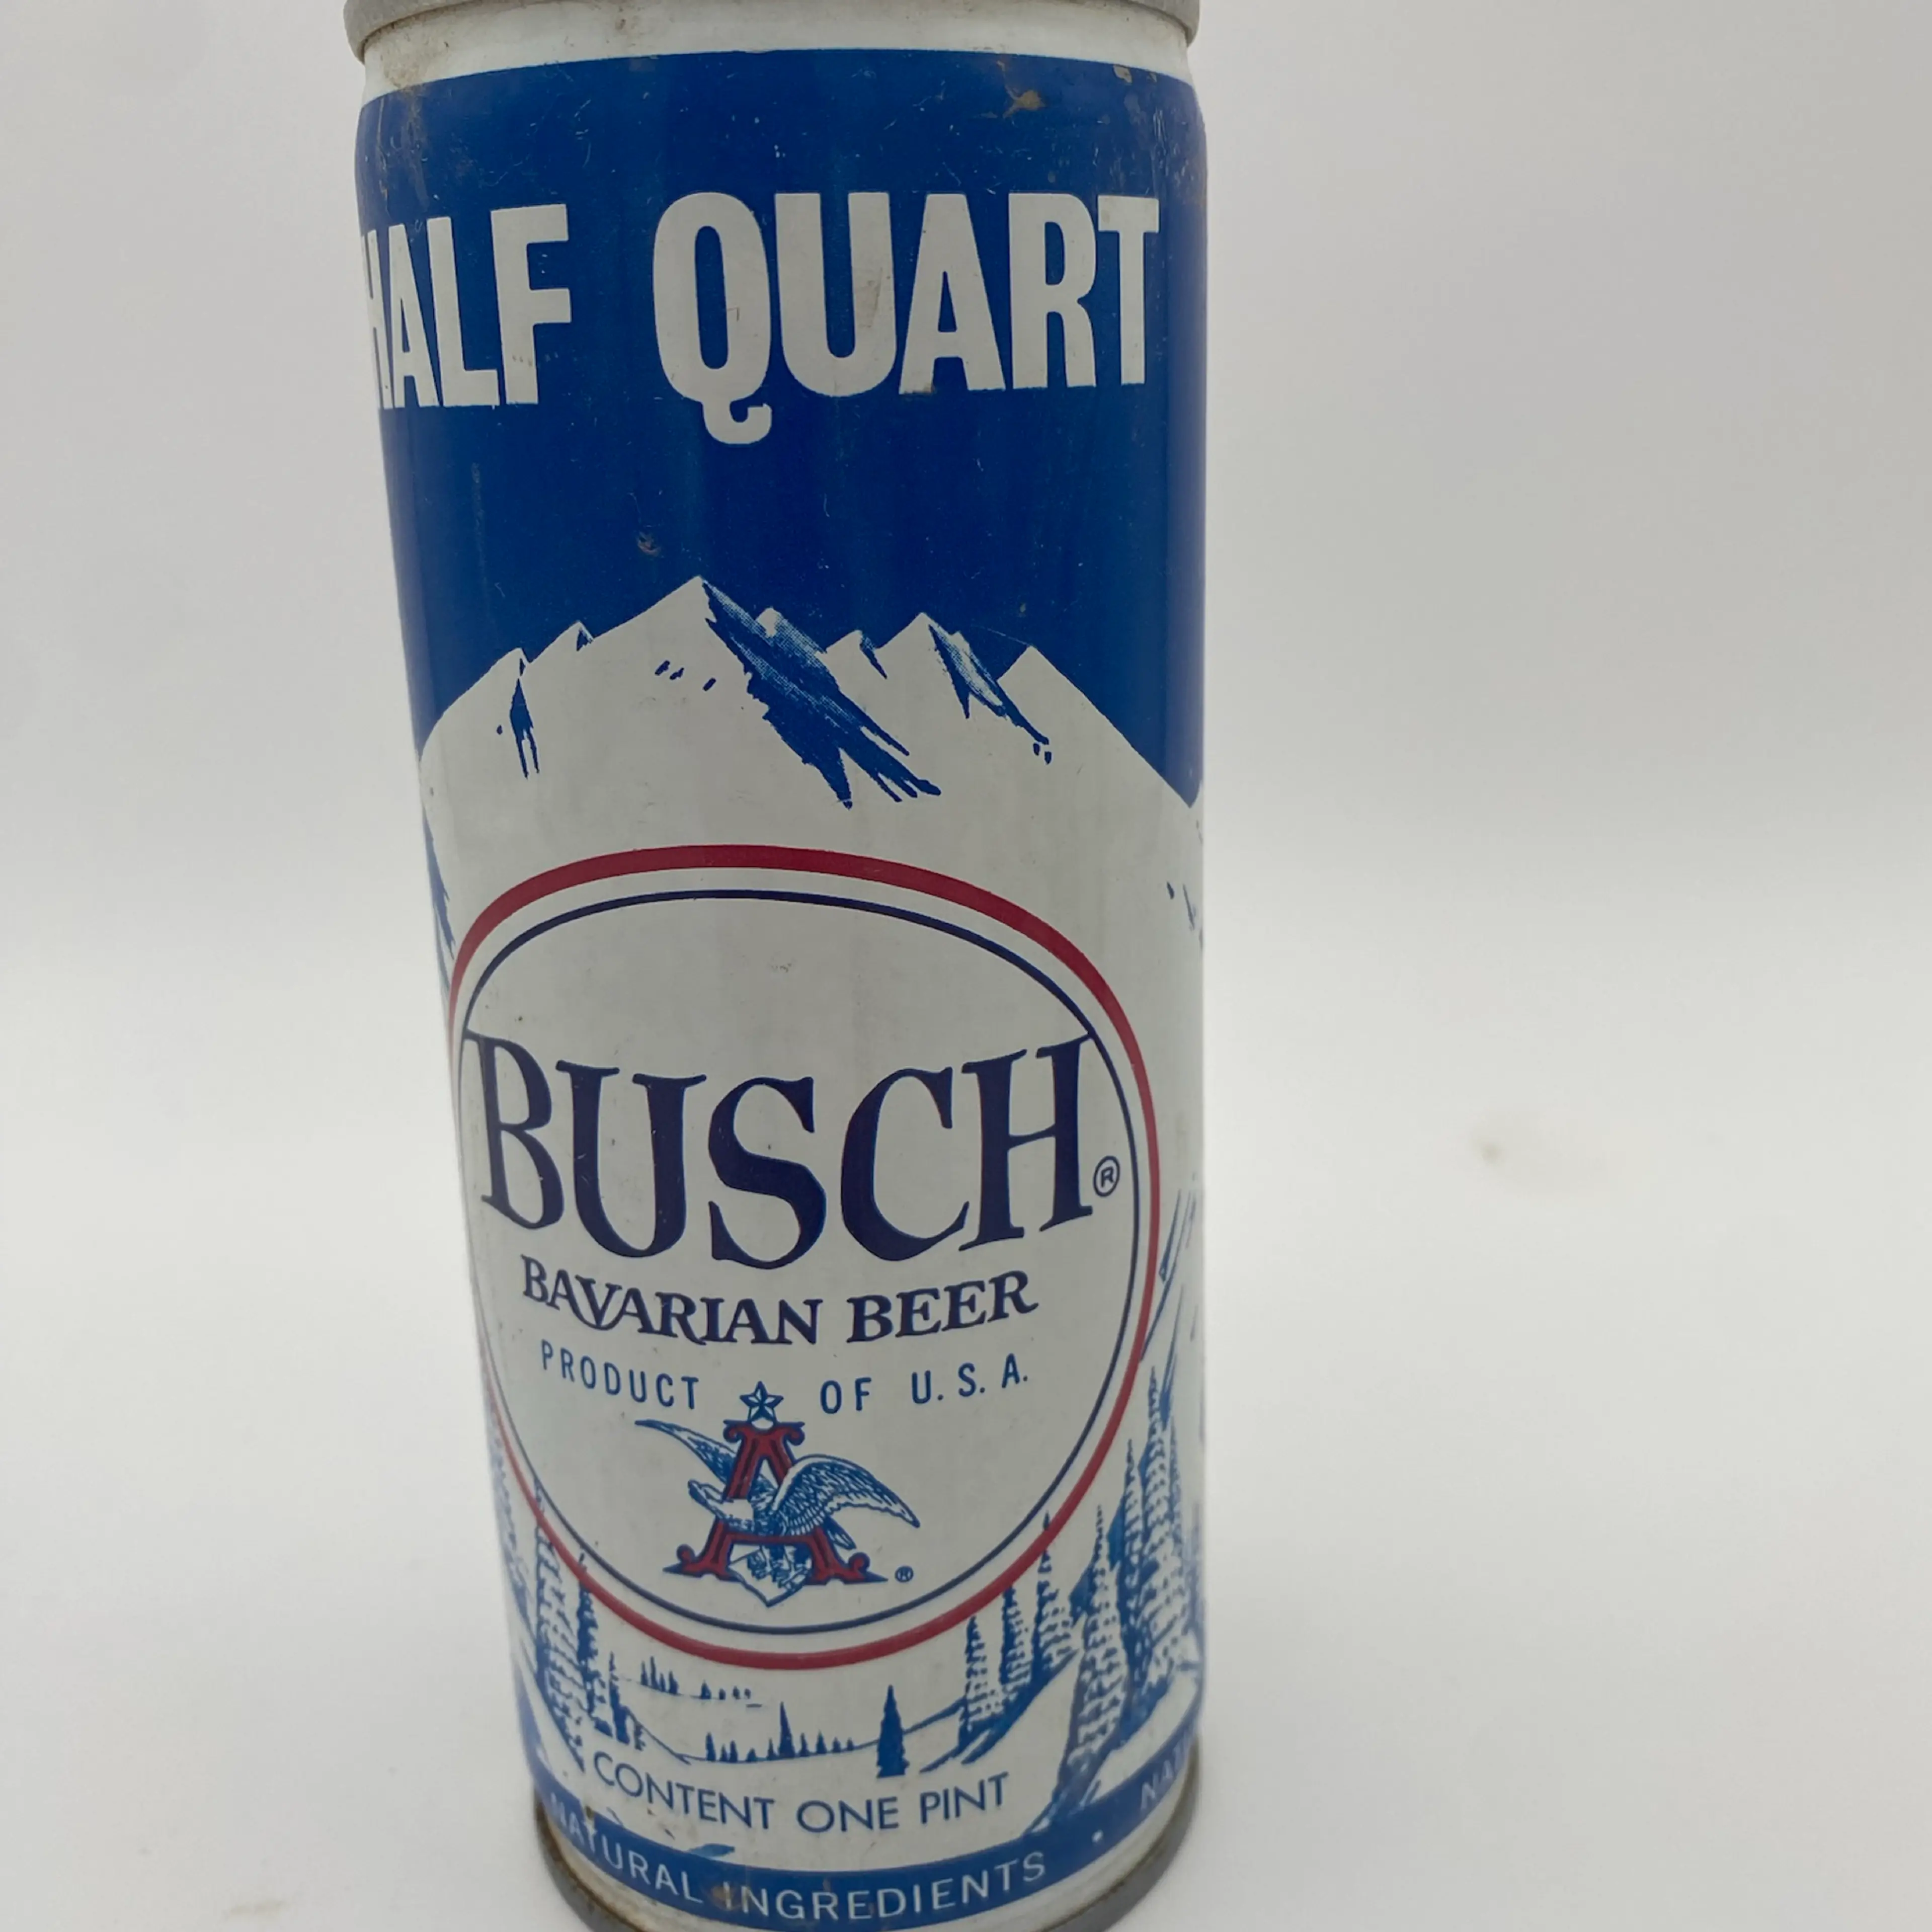 HALF QUART
BUSCH®
BAVARIAN BEER
PRODUCT OF U.S.A.
A
®
CONTENT ONE PINT
NATURAL INGREDIENTS •